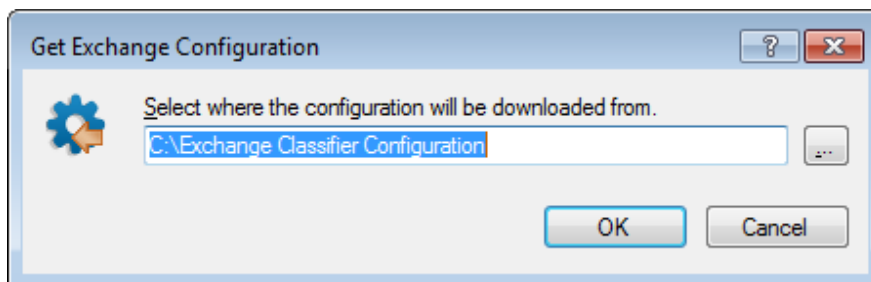 Get Exchange Configuration
?
Select where the configuration will be downloaded from.
C:\Exchange Classifier Configuration
...
OK Cancel